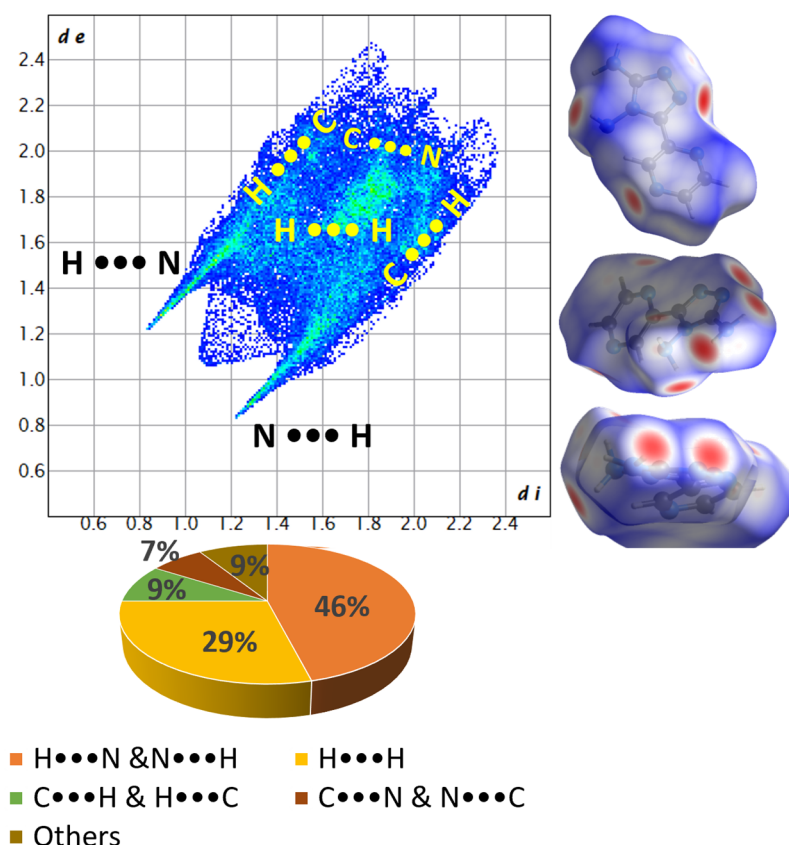 d e
2.4
2.2
2.0
1.8
1.6
1.4
1.2
1.0
0.8
0.6
H●●●C
C●●●N
H●●●H
C●●●H
H●●●N
N●●●H
d i
0.6 0.8 1.0 1.2 1.4 1.6 1.8 2.0 2.2 2.4
7%
9%
9%
46%
29%
H●●●N &N●●●H
H●●●H
C●●●H & H●●●C
C●●●N & N●●●C
Others